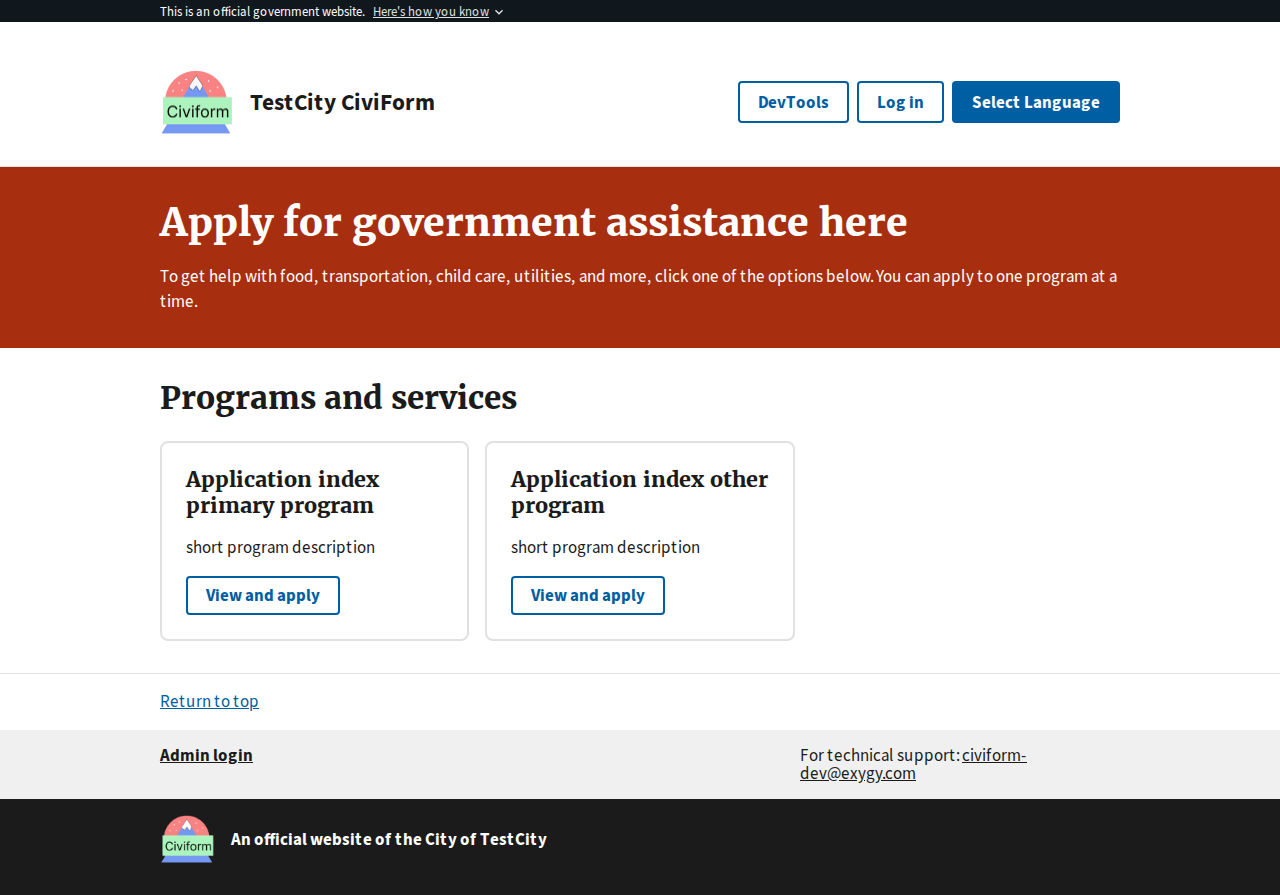 This is an official government website. Here's how you know
Civiform
TestCity CiviForm
DevTools
Log in
Select Language
Apply for government assistance here
To get help with food, transportation, child care, utilities, and more, click one of the options below. You can apply to one program at a
time.
Programs and services
Application index
primary program
short program description
View and apply
Application index other
program
short program description
View and apply
Return to top
Admin login
For technical support: civiform-
dev@exygy.com
Civiform
An official website of the City of TestCity